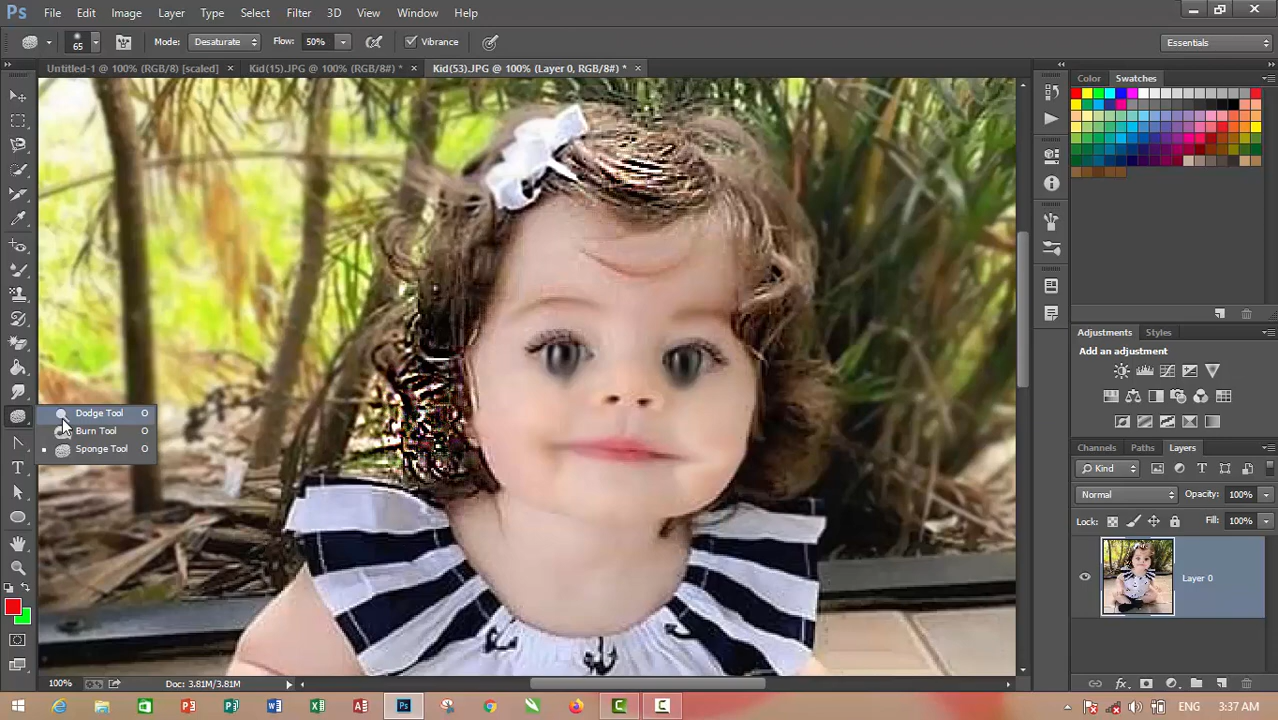 Ps File Edit Image Layer Type Select Filter 3D View Window Help
65 Mode: Desaturate Flow: 50% Vibrance Essentials
Untitled-1 @ 100% (RGB/8) [scaled] × Kid(15).JPG @ 100% (RGB/8#) * × Kid(53).JPG @ 100% (Layer 0, RGB/8#) * ×
Color Swatches
Adjustments Styles
Add an adjustment
Dodge Tool O
Burn Tool O
Sponge Tool O
Channels Paths Layers
Kind
Normal Opacity: 100%
Lock: Fill: 100%
Layer 0
100% Doc: 3.81M/3.81M
ENG 3:37 AM